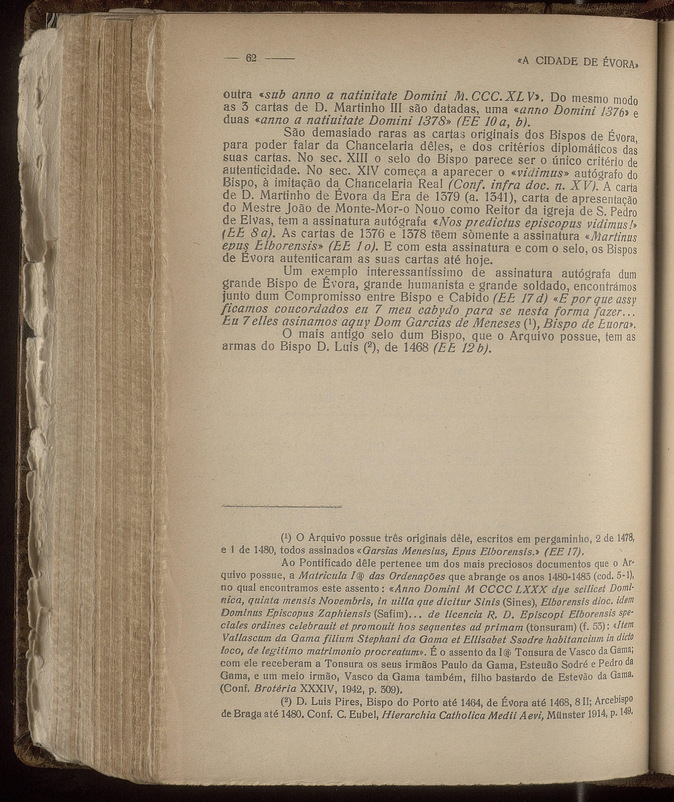 — 62 —
«A CIDADE DE ÉVORA»
outra «sub anno a natiuitate Domini M. CCC. XLV». Do mesmo modo
as 3 cartas de D. Martinho III são datadas, uma «anno Domini 1376» e
duas «anno a natiuitate Domini 1378» (EE 10 a, b).
São demasiado raras as cartas originais dos Bispos de Évora,
para poder falar da Chancelaria dêles, e dos critérios diplomáticos das
suas cartas. No sec. XIII o selo do Bispo parece ser o único critério de
autenticidade. No sec. XIV começa a aparecer o «vidimus» autógrafo do
Bispo, à imitação da Chancelaria Real (Conf. infra doc. n. XV). A carta
de D. Martinho de Évora da Era de 1379 (a. 1341), carta de apresentação
do Mestre João de Monte-Mor-o Nouo como Reitor da igreja de S. Pedro
de Elvas, tem a assinatura autógrafa «Nos predictus episcopus vidimus!»
(EE 8 a). As cartas de 1376 e 1378 tẽem sòmente a assinatura «Martinus
epus Elborensis» (EE 1 o). E com esta assinatura e com o selo, os Bispos
de Évora autenticaram as suas cartas até hoje.
Um exemplo interessantíssimo de assinatura autógrafa dum
grande Bispo de Évora, grande humanista e grande soldado, encontrámos
junto dum Compromisso entre Bispo e Cabido (EE 17 d) «E por que assy
ficamos coucordados eu 7 meu cabydo para se nesta forma fazer...
Eu 7 elles asinamos aquy Dom Garcias de Meneses (¹), Bispo de Euora».
O mais antigo selo dum Bispo, que o Arquivo possue, tem as
armas do Bispo D. Luis (²), de 1468 (EE 12 b).
(¹) O Arquivo possue três originais dêle, escritos em pergaminho, 2 de 1478,
e 1 de 1480, todos assinados «Garsias Menesius, Epus Elborensis.» (EE 17).
Ao Pontificado dêle pertenee um dos mais preciosos documentos que o Ar-
quivo possue, a Matricula I@ das Ordenações que abrange os anos 1480-1485 (cod. 5-1),
no qual encontramos este assento: «Anno Domini M CCCC LXXX dye scilicet Domi-
nica, quinta mensis Novembris, in uilla que dicitur Sinis (Sines), Elborensis dioc. idem
Dominus Episcopus Zaphiensis (Safim)... de licencia R. D. Episcopi Elborensis spe-
ciales ordines celebrauit et promouit hos sequentes ad primam (tonsuram) (f. 53): «Item
Vallascum da Gama filium Stephani da Gama et Ellisabet Ssodre habitancium in dicto
loco, de legitimo matrimonio procreatum». É o assento da I@ Tonsura de Vasco da Gama;
com ele receberam a Tonsura os seus irmãos Paulo da Gama, Esteuão Sodré e Pedro da
Gama, e um meio irmão, Vasco da Gama também, filho bastardo de Estevão da Gama.
(Conf. Brotéria XXXIV, 1942, p. 309).
(²) D. Luis Pires, Bispo do Porto até 1464, de Évora até 1468, 8 II; Arcebispo
de Braga até 1480. Conf. C. Eubel, Hierarchia Catholica Medii Aevi, Münster 1914, p. 149.